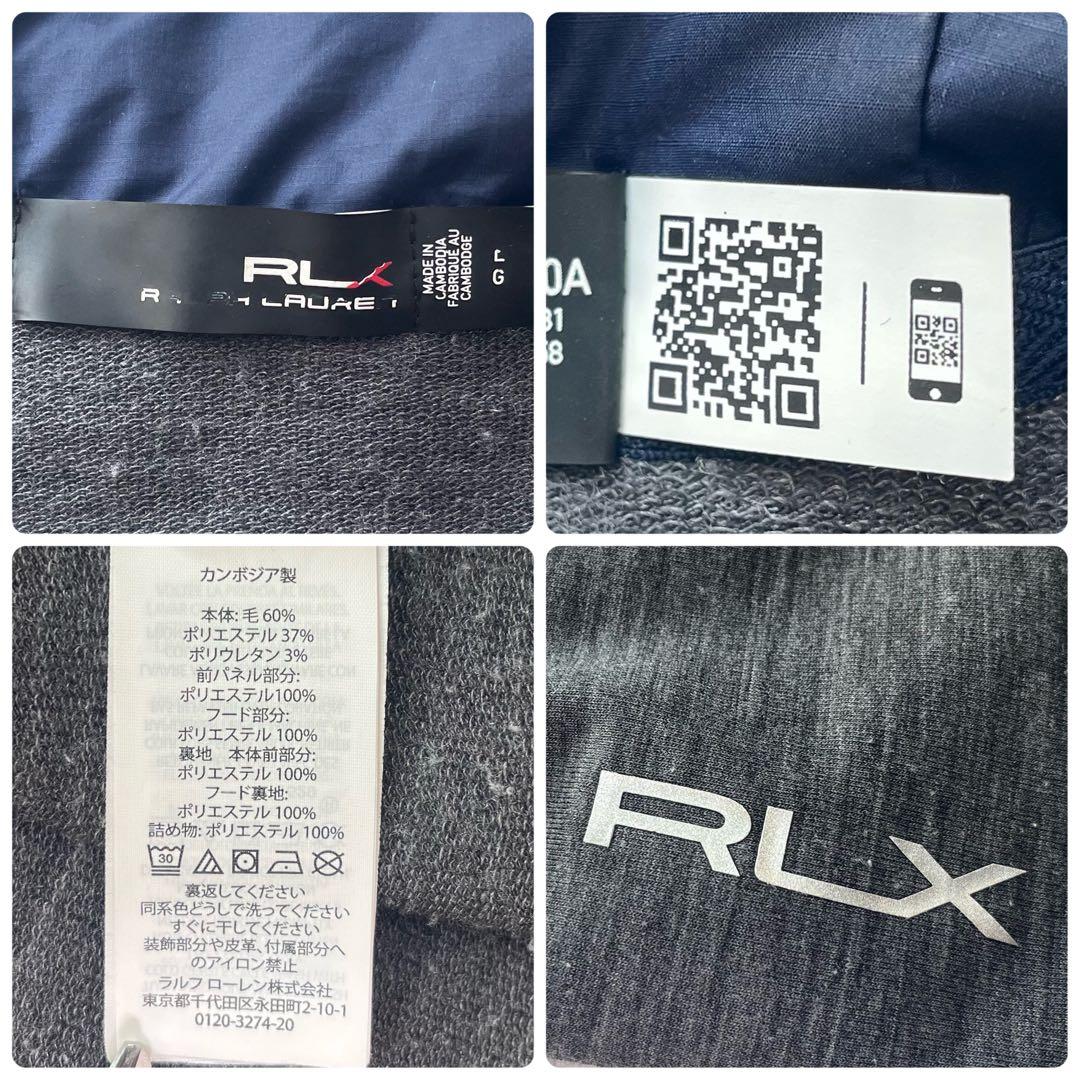 RLX
RALPH LAUREN
MADE IN
CAMBODIA
FABRIQUÉ AU
CAMBODGE
L
G
0A
31
68
カンボジア製
本体: 毛 60%
ポリエステル 37%
ポリウレタン 3%
前パネル部分:
ポリエステル100%
フード部分:
ポリエステル 100%
裏地 本体前部分:
ポリエステル 100%
フード裏地:
ポリエステル 100%
詰め物: ポリエステル 100%
30
裏返してください
同系色どうしで洗ってください
すぐに干してください
装飾部分や皮革、付属部分へ
のアイロン禁止
ラルフ ローレン株式会社
東京都千代田区永田町2-10-1
0120-3274-20
RLX